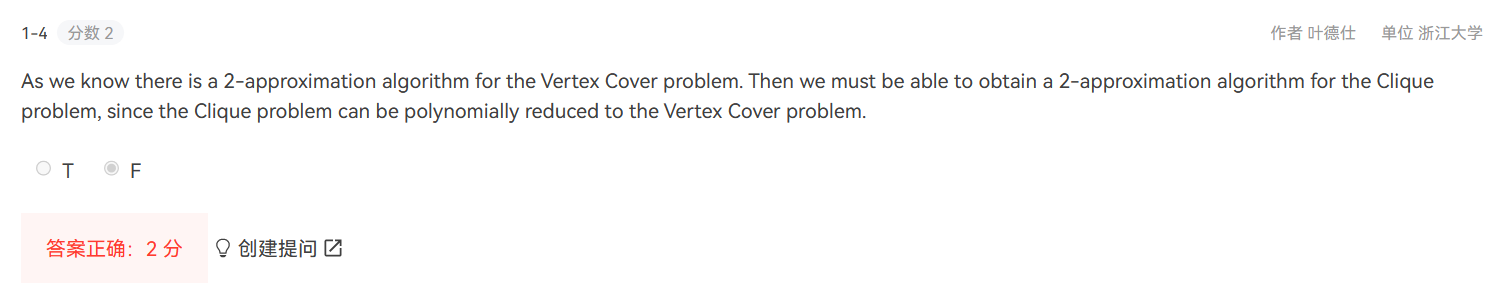 1-4 分数 2 作者 叶德仕 单位 浙江大学
As we know there is a 2-approximation algorithm for the Vertex Cover problem. Then we must be able to obtain a 2-approximation algorithm for the Clique
problem, since the Clique problem can be polynomially reduced to the Vertex Cover problem.
T F
答案正确：2 分 创建提问